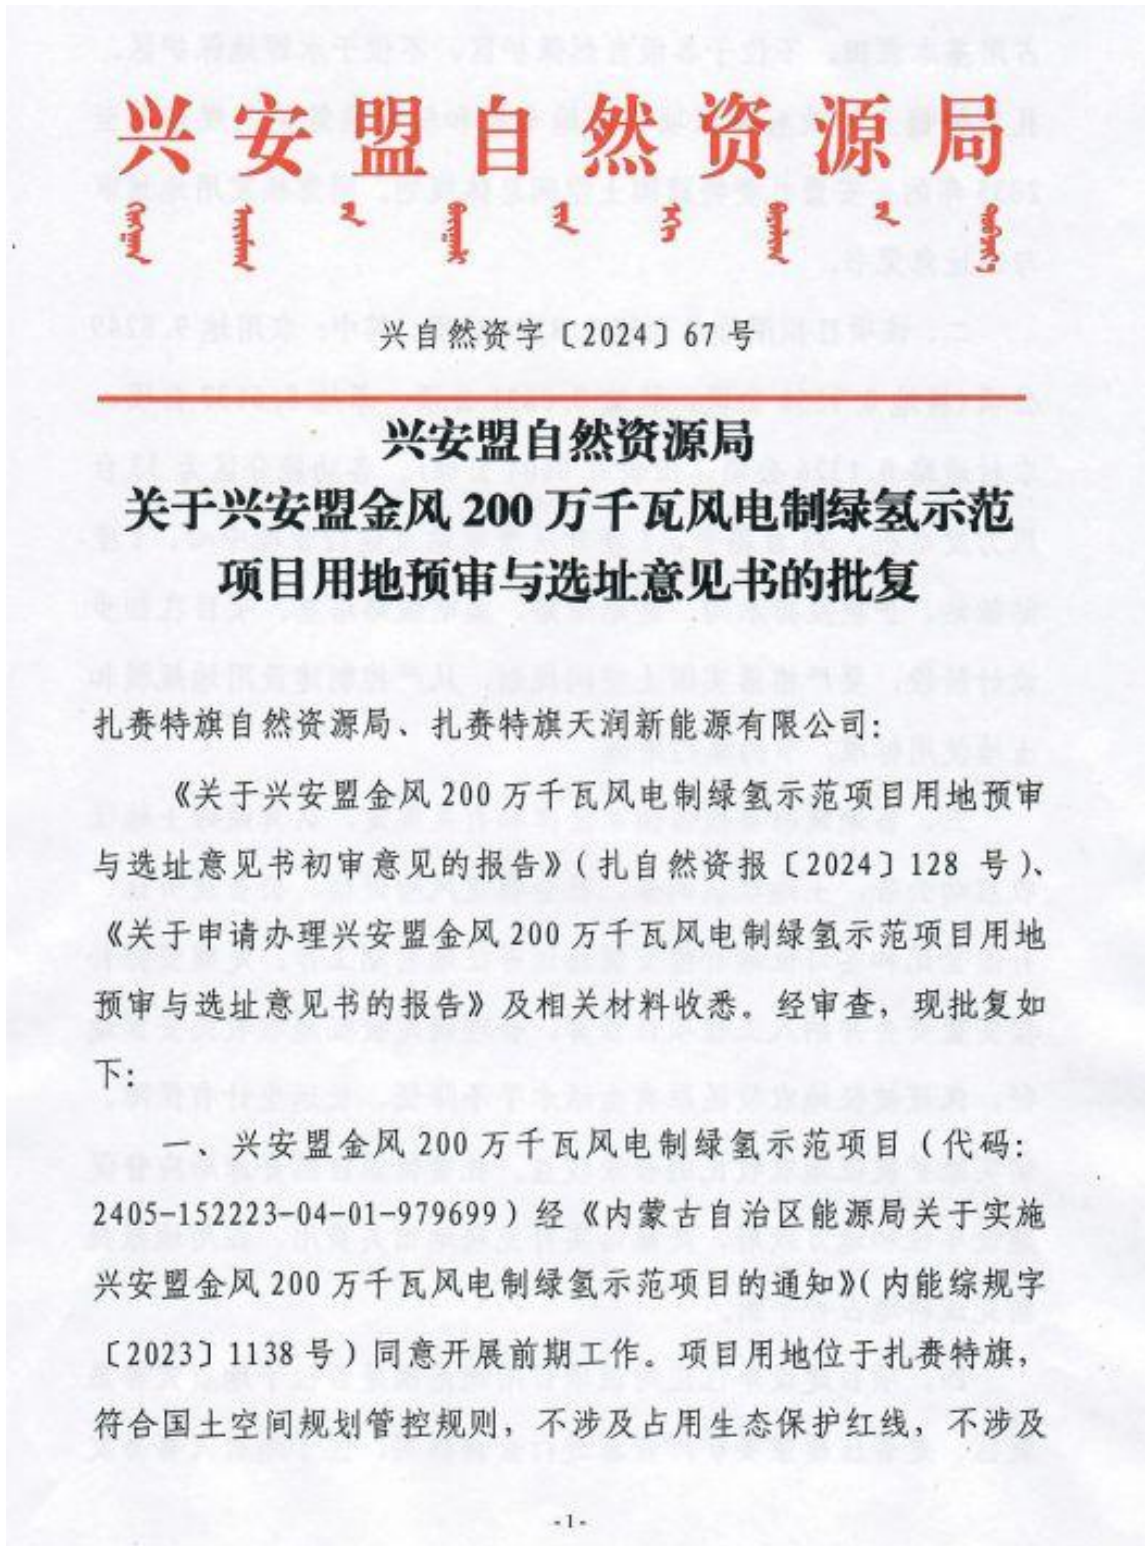 兴安盟自然资源局
兴自然资字〔2024〕67号
兴安盟自然资源局
关于兴安盟金风200万千瓦风电制绿氢示范
项目用地预审与选址意见书的批复
扎赉特旗自然资源局、扎赉特旗天润新能源有限公司:
《关于兴安盟金风200万千瓦风电制绿氢示范项目用地预审
与选址意见书初审意见的报告》(扎自然资报〔2024〕128 号)、
《关于申请办理兴安盟金风200万千瓦风电制绿氢示范项目用地
预审与选址意见书的报告》及相关材料收悉。经审查,现批复如
下:
一、兴安盟金风200万千瓦风电制绿氢示范项目(代码:
2405-152223-04-01-979699)经《内蒙古自治区能源局关于实施
兴安盟金风200万千瓦风电制绿氢示范项目的通知》(内能综规字
〔2023〕1138号)同意开展前期工作。项目用地位于扎赉特旗,
符合国土空间规划管控规则,不涉及占用生态保护红线,不涉及
-1-